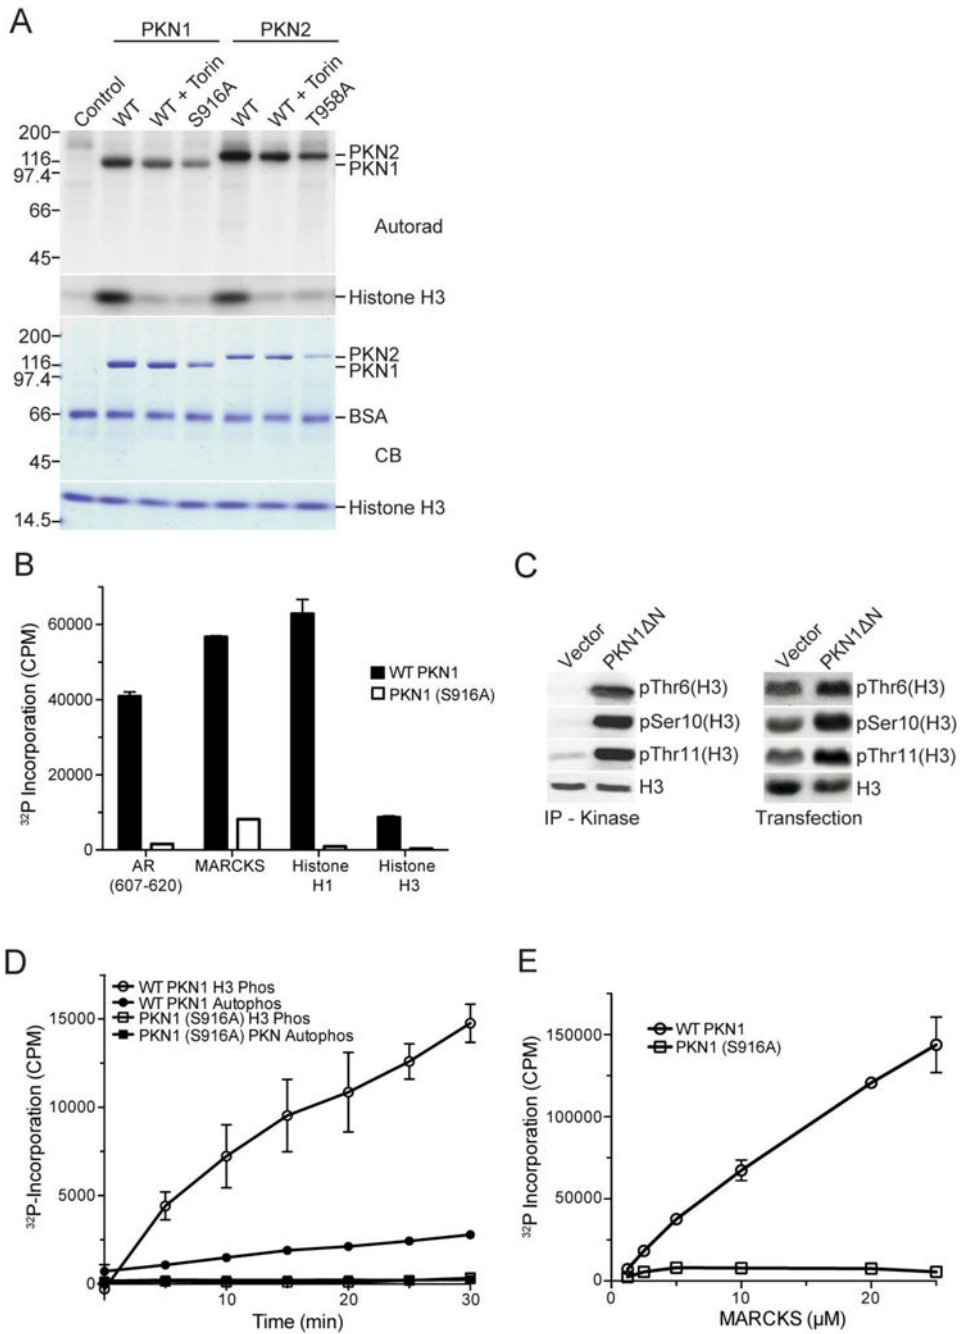 A
PKN1 PKN2
Control WT WT + Torin S916A WT WT + Torin T958A
200
116
97.4
66
45
PKN2
PKN1
Autorad
Histone H3
200
116
97.4
66
45
14.5
PKN2
PKN1
BSA
CB
Histone H3
B
32P Incorporation (CPM)
60000
40000
20000
0
WT PKN1
PKN1 (S916A)
AR (607-620)
MARCKS
Histone H1
Histone H3
C
Vector PKN1ΔN
pThr6(H3)
pSer10(H3)
pThr11(H3)
H3
IP - Kinase
Vector PKN1ΔN
pThr6(H3)
pSer10(H3)
pThr11(H3)
H3
Transfection
D
WT PKN1 H3 Phos
WT PKN1 Autophos
PKN1 (S916A) H3 Phos
PKN1 (S916A) PKN Autophos
32P-Incorporation (CPM)
15000
10000
5000
0
10 20 30
Time (min)
E
WT PKN1
PKN1 (S916A)
32P Incorporation (CPM)
150000
100000
50000
0
0 10 20
MARCKS (μM)